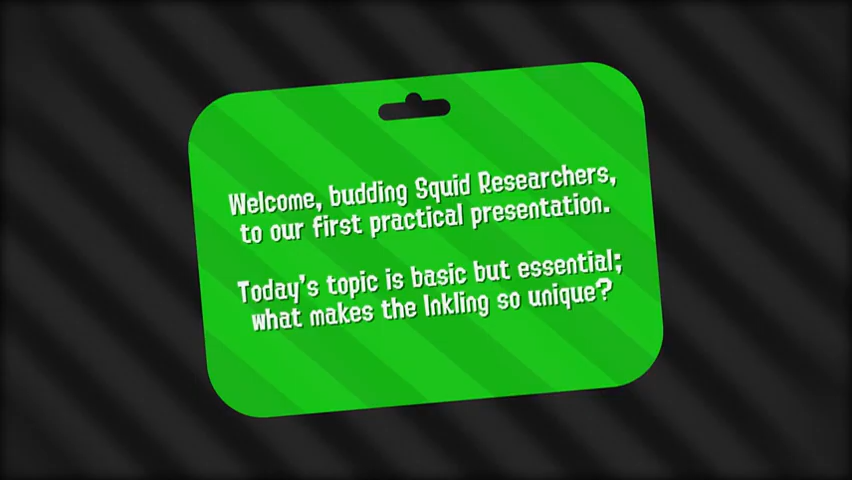 Welcome, budding Squid Researchers,
to our first practical presentation.
Today's topic is basic but essential;
what makes the Inkling so unique?